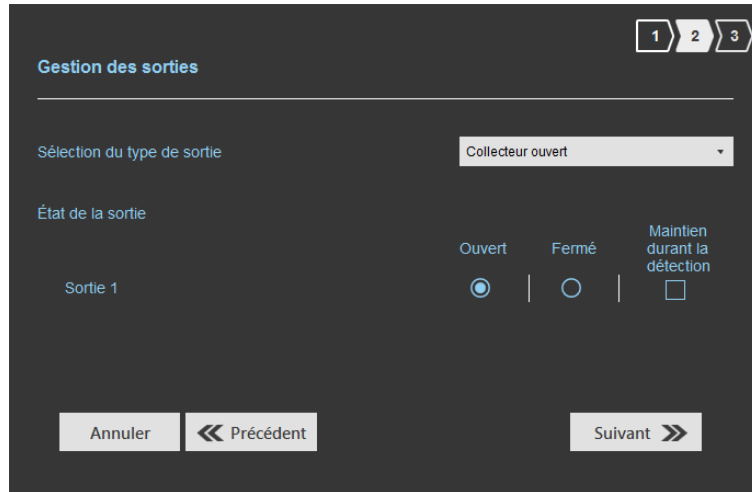 1 2 3
Gestion des sorties
Sélection du type de sortie
Collecteur ouvert
État de la sortie
Ouvert
Fermé
Maintien
durant la
détection
Sortie 1
Annuler
Précédent
Suivant